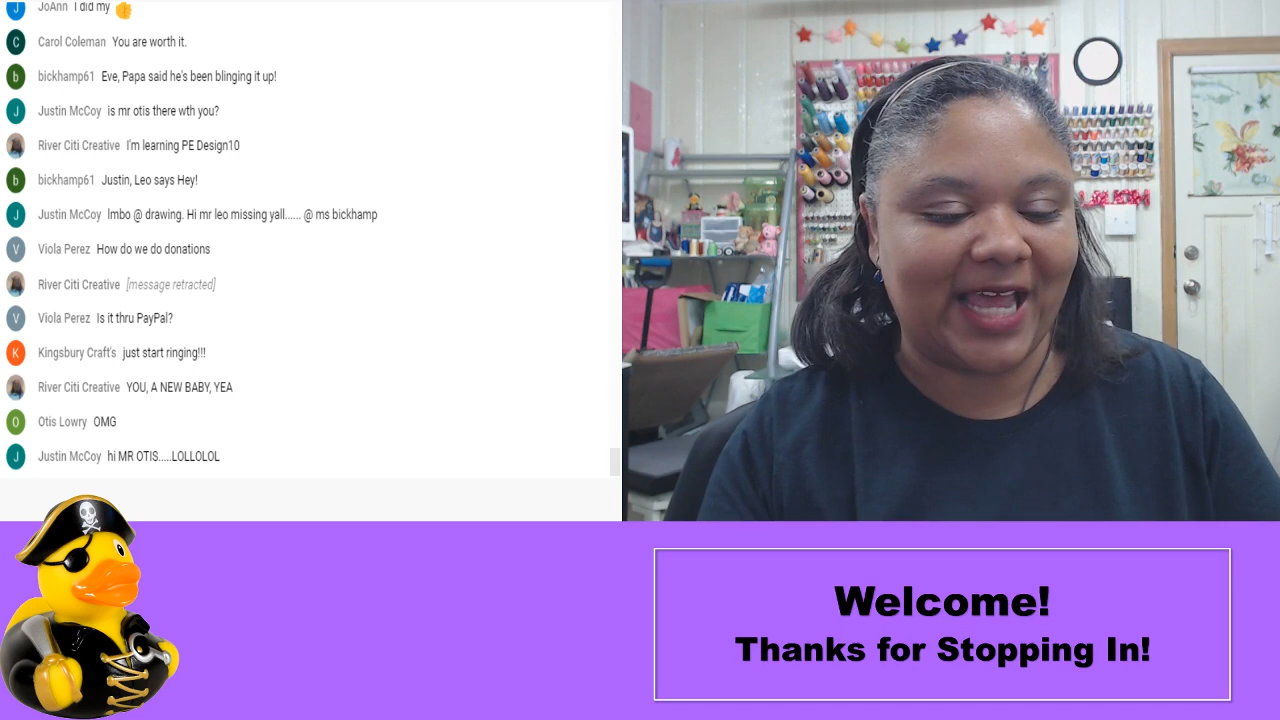 J JoAnn I did my 👍
C Carol Coleman You are worth it.
b bickhamp61 Eve, Papa said he's been blinging it up!
J Justin McCoy is mr otis there wth you?
River Citi Creative I'm learning PE Design10
b bickhamp61 Justin, Leo says Hey!
J Justin McCoy lmbo @ drawing. Hi mr leo missing yall...... @ ms bickhamp
V Viola Perez How do we do donations
River Citi Creative [message retracted]
V Viola Perez Is it thru PayPal?
K Kingsbury Craft's just start ringing!!!
River Citi Creative YOU, A NEW BABY, YEA
O Otis Lowry OMG
J Justin McCoy hi MR OTIS.....LOLLOLOL
Welcome!
Thanks for Stopping In!